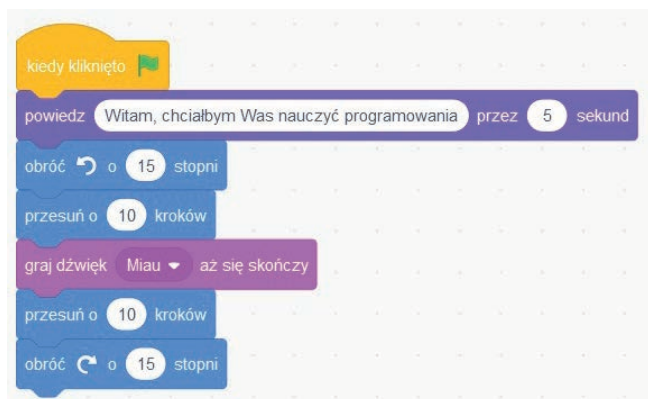 kiedy kliknięto
powiedz Witam, chciałbym Was nauczyć programowania przez 5 sekund
obróć o 15 stopni
przesuń o 10 kroków
graj dźwięk Miau aż się skończy
przesuń o 10 kroków
obróć o 15 stopni